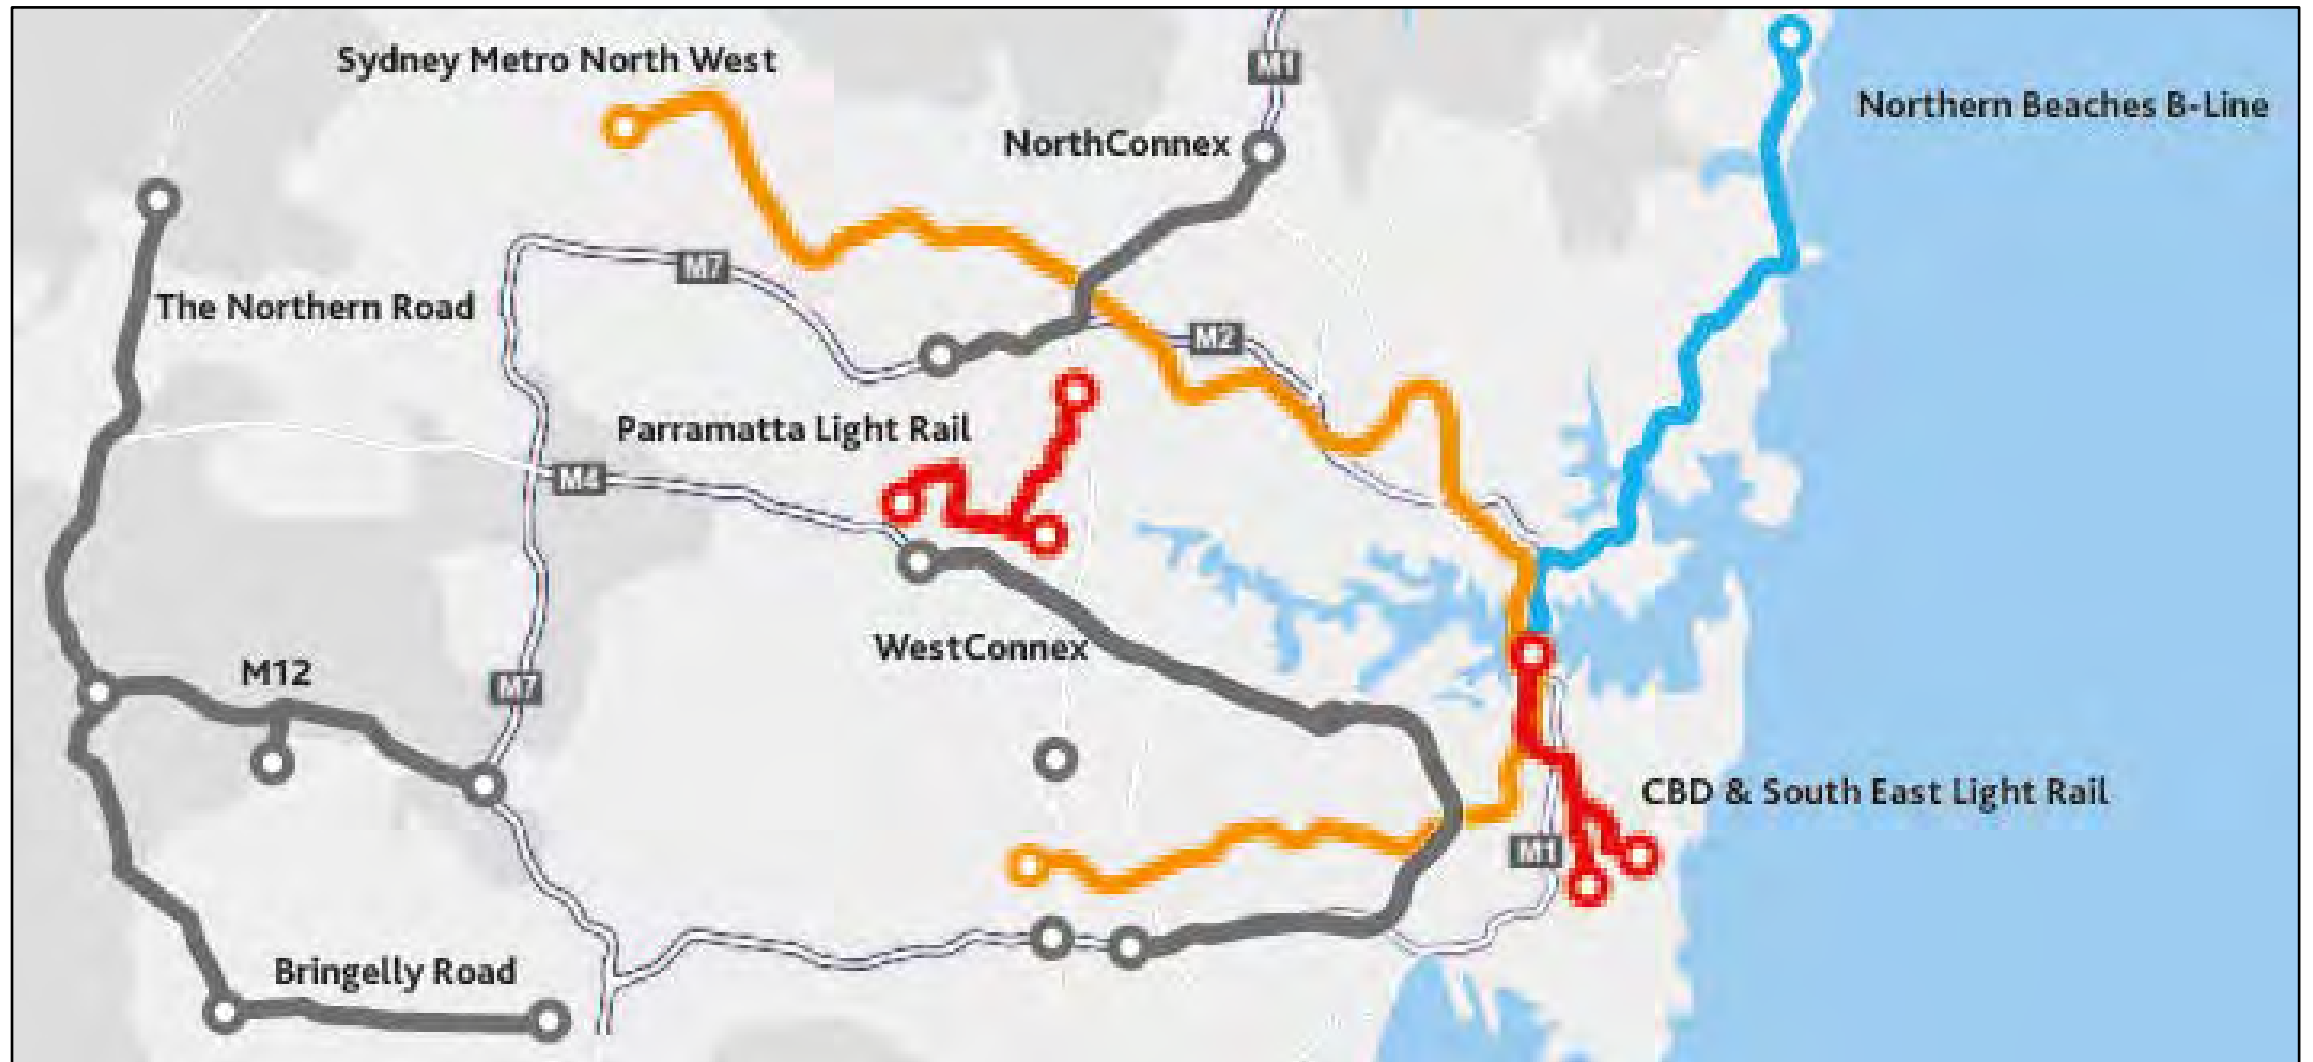 Sydney Metro North West
M1
Northern Beaches B-Line
NorthConnex
M7
The Northern Road
M2
Parramatta Light Rail
M4
WestConnex
M12
M7
CBD & South East Light Rail
M1
Bringelly Road